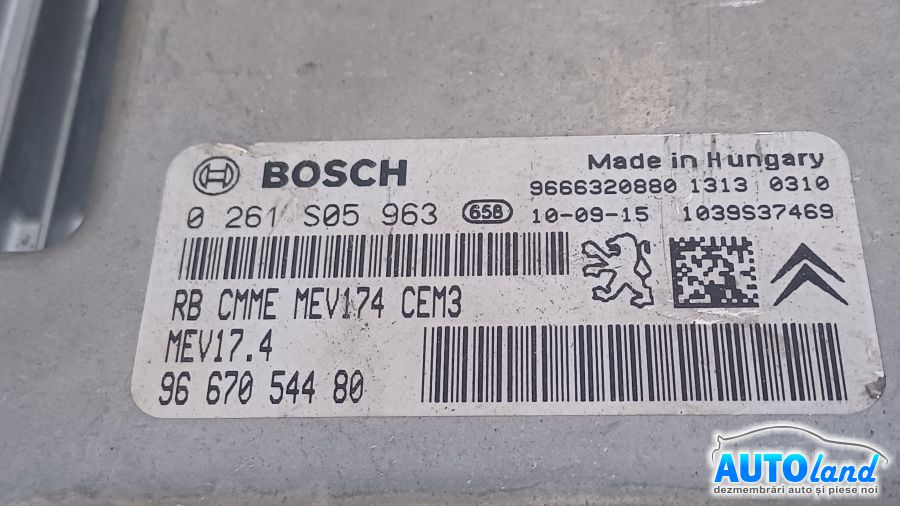 BOSCH
Made in Hungary
9666320880 1313 0310
0 261 S05 963 658 10-09-15 1039S37469
RB CMME MEV174 CEM3
MEV17.4
96 670 544 80
AUTOland
dezmembrări auto și piese noi